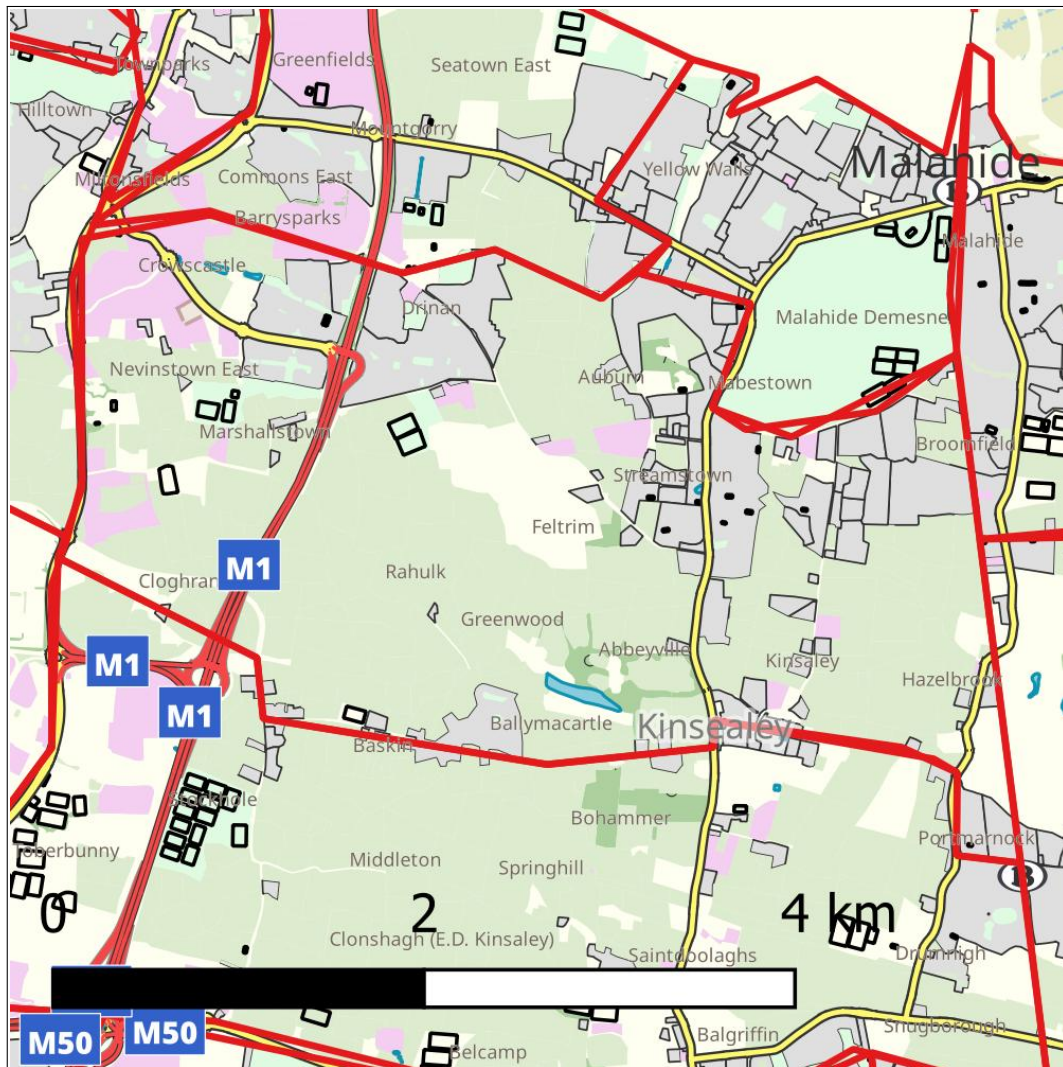 Townparks
Greenfields
Seatown East
Hilltown
Mountgorry
Malahide
Miltonsfields
Commons East
Yellow Walls
Barrysparks
Malahide
Crowscastle
Drinan
Malahide Demesne
Nevinstown East
Auburn
Mabestown
Marshallstown
Broomfield
Streamstown
Feltrim
M1
Cloghran
Rahulk
Greenwood
M1
Abbeyville
Kinsaley
Hazelbrook
M1
Ballymacartle
Kinsealey
Baskin
Stockhole
Bohammer
Toberbunny
Portmarnock
Middleton
Springhill
0
2
4 km
Clonshagh (E.D. Kinsaley)
Saintdoolaghs
Drumnigh
M50
M50
Balgriffin
Snugborough
Belcamp